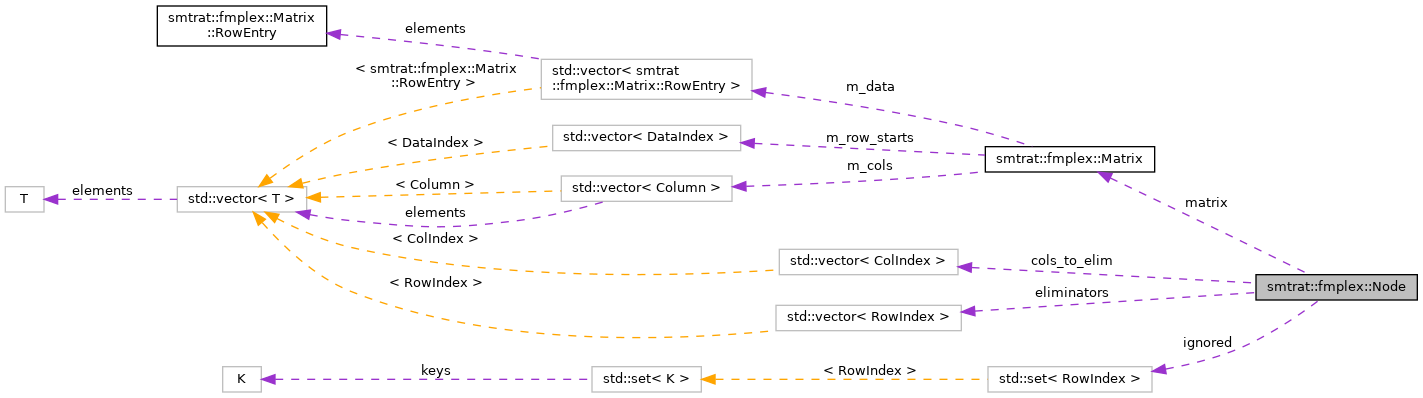 smtrat::fmplex::Matrix
::RowEntry
elements
< smtrat::fmplex::Matrix
::RowEntry >
std::vector< smtrat
::fmplex::Matrix::RowEntry >
m_data
< DataIndex >
std::vector< DataIndex >
m_row_starts
smtrat::fmplex::Matrix
m_cols
< Column >
std::vector< Column >
T
elements
std::vector< T >
elements
matrix
< ColIndex >
std::vector< ColIndex >
cols_to_elim
< RowIndex >
eliminators
smtrat::fmplex::Node
std::vector< RowIndex >
ignored
K
keys
std::set< K >
< RowIndex >
std::set< RowIndex >